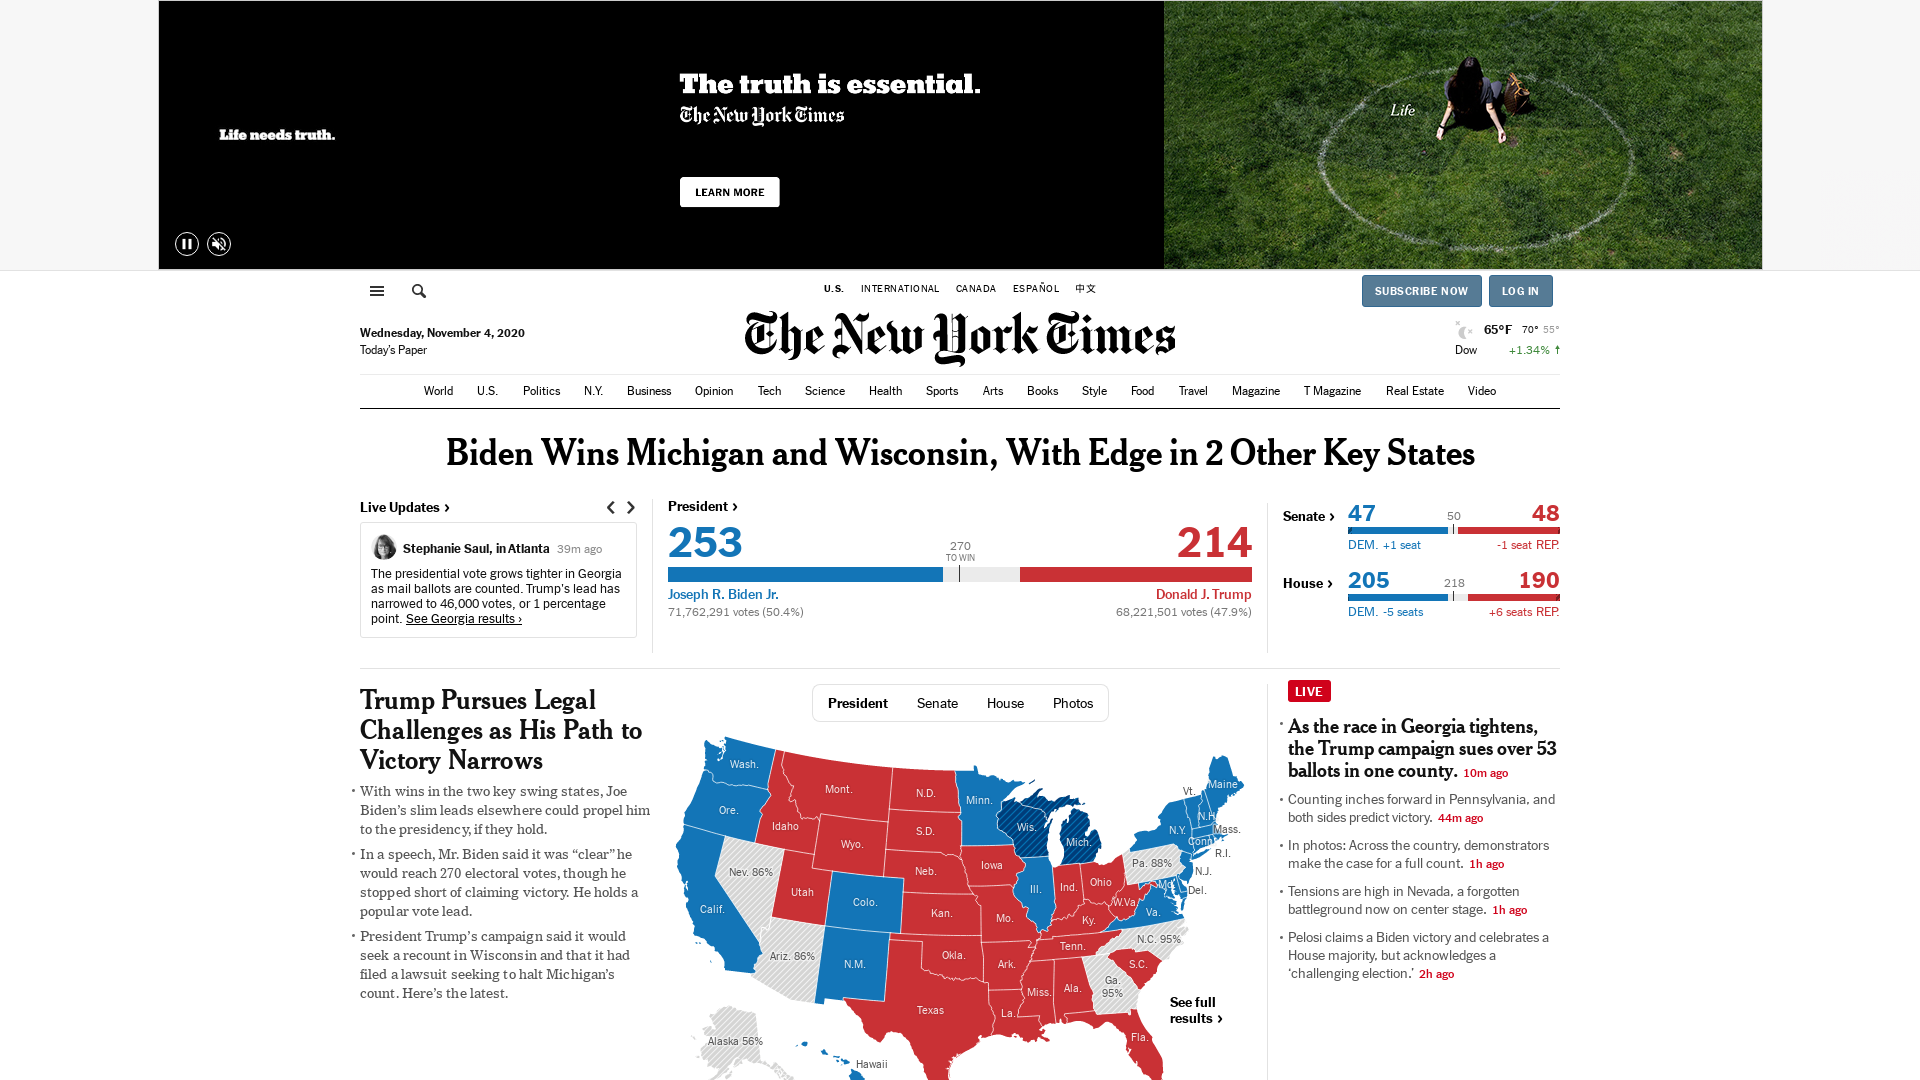 The truth is essential.
The New York Times
Life needs truth.
LEARN MORE
Life
U.S. INTERNATIONAL CANADA ESPAÑOL 中文
SUBSCRIBE NOW LOG IN
Wednesday, November 4, 2020
Today's Paper
The New York Times
65°F 70° 55°
Dow +1.34% ↑
World U.S. Politics N.Y. Business Opinion Tech Science Health Sports Arts Books Style Food Travel Magazine T Magazine Real Estate Video
Biden Wins Michigan and Wisconsin, With Edge in 2 Other Key States
Live Updates ›
Stephanie Saul, in Atlanta 39m ago
The presidential vote grows tighter in Georgia
as mail ballots are counted. Trump's lead has
narrowed to 46,000 votes, or 1 percentage
point. See Georgia results ›
President ›
253 214
270
TO WIN
Joseph R. Biden Jr. Donald J. Trump
71,762,291 votes (50.4%) 68,221,501 votes (47.9%)
Senate › 47 50 48
DEM. +1 seat -1 seat REP.
House › 205 218 190
DEM. -5 seats +6 seats REP.
Trump Pursues Legal
Challenges as His Path to
Victory Narrows
• With wins in the two key swing states, Joe
Biden's slim leads elsewhere could propel him
to the presidency, if they hold.
• In a speech, Mr. Biden said it was “clear” he
would reach 270 electoral votes, though he
stopped short of claiming victory. He holds a
popular vote lead.
• President Trump's campaign said it would
seek a recount in Wisconsin and that it had
filed a lawsuit seeking to halt Michigan's
count. Here's the latest.
President Senate House Photos
Wash.
Mont.
N.D.
Minn.
Vt.
Maine
Ore.
Idaho
S.D.
Wis.
Mich.
N.Y.
N.H.
Mass.
Conn.
R.I.
Wyo.
Nev. 86%
Neb.
Iowa
Pa. 88%
N.J.
Md.
Del.
Utah
Colo.
Calif.
Ill.
Ind.
Ohio
W.Va.
Va.
Kan.
Mo.
Ky.
N.C. 95%
Ariz. 86%
N.M.
Okla.
Ark.
Tenn.
S.C.
Miss.
Ala.
Ga.
95%
Texas
La.
Fla.
Alaska 56%
Hawaii
See full
results ›
LIVE
• As the race in Georgia tightens,
the Trump campaign sues over 53
ballots in one county. 10m ago
• Counting inches forward in Pennsylvania, and
both sides predict victory. 44m ago
• In photos: Across the country, demonstrators
make the case for a full count. 1h ago
• Tensions are high in Nevada, a forgotten
battleground now on center stage. 1h ago
• Pelosi claims a Biden victory and celebrates a
House majority, but acknowledges a
‘challenging election.’ 2h ago